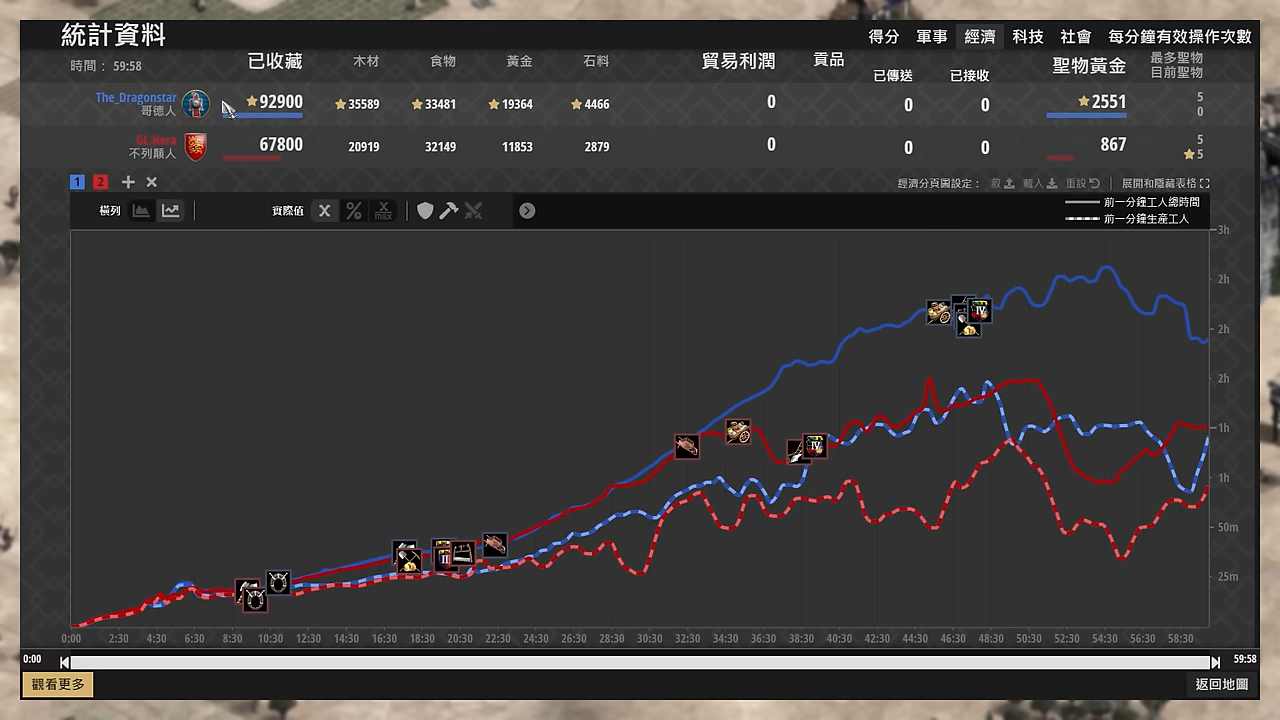 統計資料
得分 軍事 經濟 科技 社會 每分鐘有效操作次數
時間： 59:58
已收藏 木材 食物 黃金 石料 貿易利潤 貢品 已傳送 已接收 聖物黃金 最多聖物
目前聖物
The_Dragonstar
哥德人
92900 35589 33481 19364 4466 0 0 0 2551 5
0
GL.Hera
不列顛人
67800 20919 32149 11853 2879 0 0 0 867 5
5
1 2
經濟分頁圖設定： 載入 重設 展開和隱藏表格
橫列 實際值 X % X max
前一分鐘工人總時間
前一分鐘生產工人
3h
2h
2h
2h
1h
1h
50m
25m
IV
IV
II
0:00 2:30 4:30 6:30 8:30 10:30 12:30 14:30 16:30 18:30 20:30 22:30 24:30 26:30 28:30 30:30 32:30 34:30 36:30 38:30 40:30 42:30 44:30 46:30 48:30 50:30 52:30 54:30 56:30 58:30
0:00 59:58
觀看更多 返回地圖